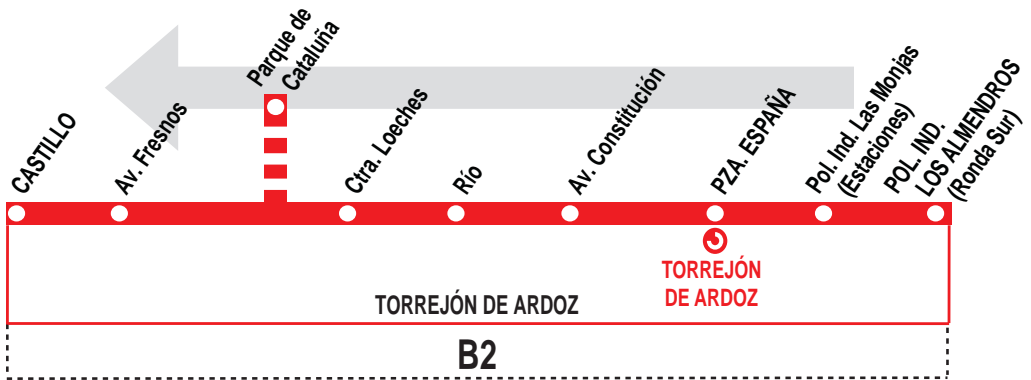 CASTILLO
Av. Fresnos
Parque de
Cataluña
Ctra. Loeches
Río
Av. Constitución
PZA. ESPAÑA
Pol. Ind. Las Monjas
(Estaciones)
POL. IND.
LOS ALMENDROS
(Ronda Sur)
TORREJÓN
DE ARDOZ
TORREJÓN DE ARDOZ
B2